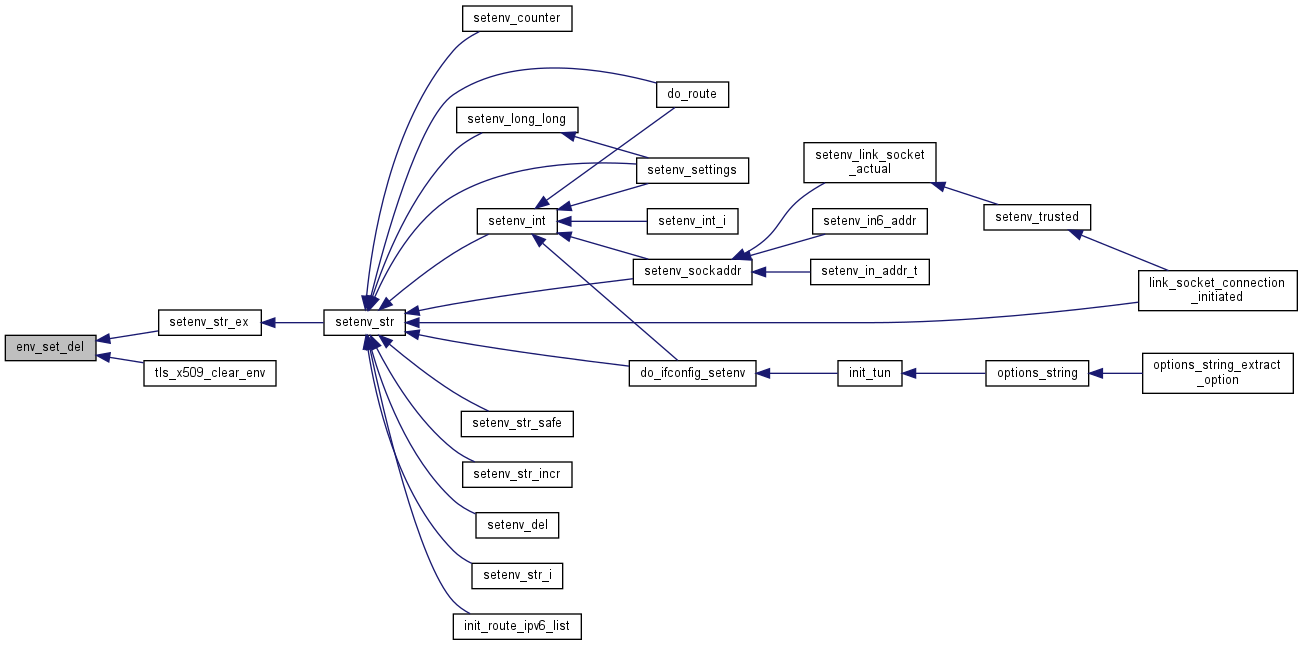 setenv_counter
do_route
setenv_long_long
setenv_link_socket
_actual
setenv_settings
setenv_trusted
setenv_int
setenv_int_i
setenv_in6_addr
setenv_sockaddr
setenv_in_addr_t
link_socket_connection
_initiated
setenv_str_ex
setenv_str
env_set_del
tls_x509_clear_env
do_ifconfig_setenv
init_tun
options_string
options_string_extract
_option
setenv_str_safe
setenv_str_incr
setenv_del
setenv_str_i
init_route_ipv6_list